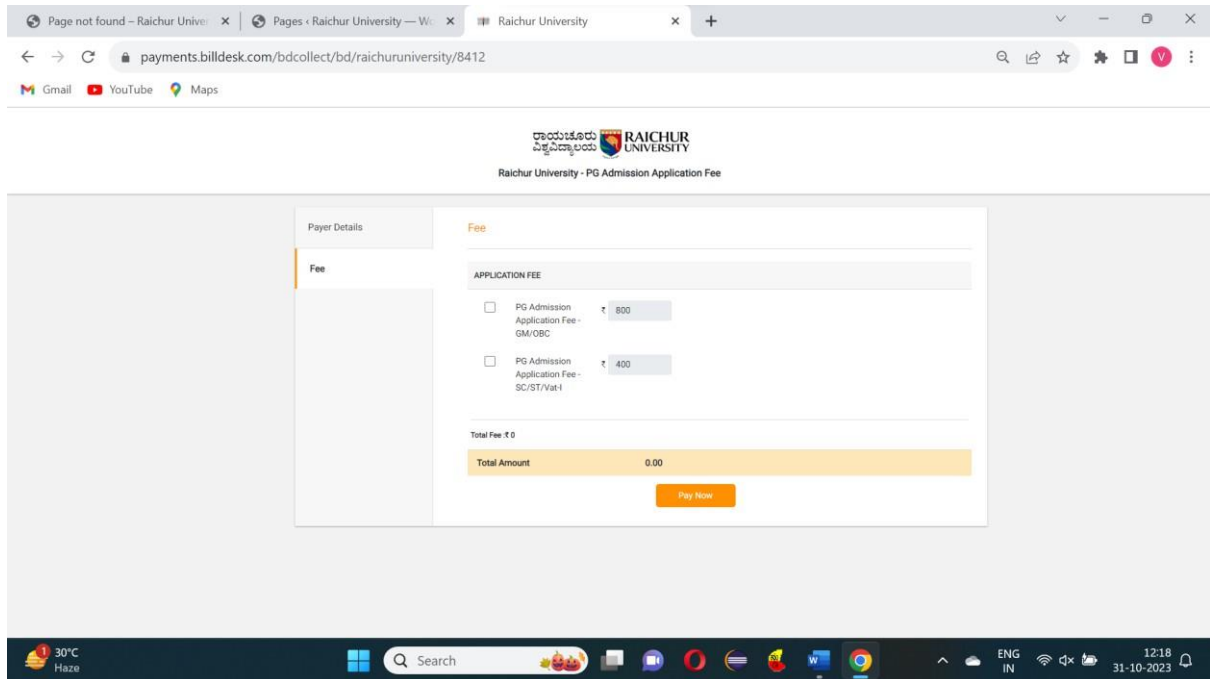 Page not found – Raichur Univer
Pages ‹ Raichur University — Wo
Raichur University
payments.billdesk.com/bdcollect/bd/raichuruniversity/8412
V
Gmail
YouTube
Maps
ರಾಯಚೂರು
ವಿಶ್ವವಿದ್ಯಾಲಯ
RAICHUR
UNIVERSITY
Raichur University - PG Admission Application Fee
Payer Details
Fee
Fee
APPLICATION FEE
PG Admission
Application Fee -
GM/OBC
₹ 800
PG Admission
Application Fee -
SC/ST/Vat-I
₹ 400
Total Fee :₹ 0
Total Amount 0.00
Pay Now
1
30°C
Haze
Search
W
ENG
IN
12:18
31-10-2023